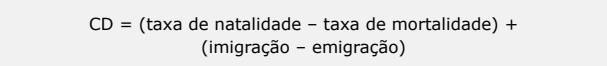 CD = (taxa de natalidade – taxa de mortalidade) +
(imigração – emigração)